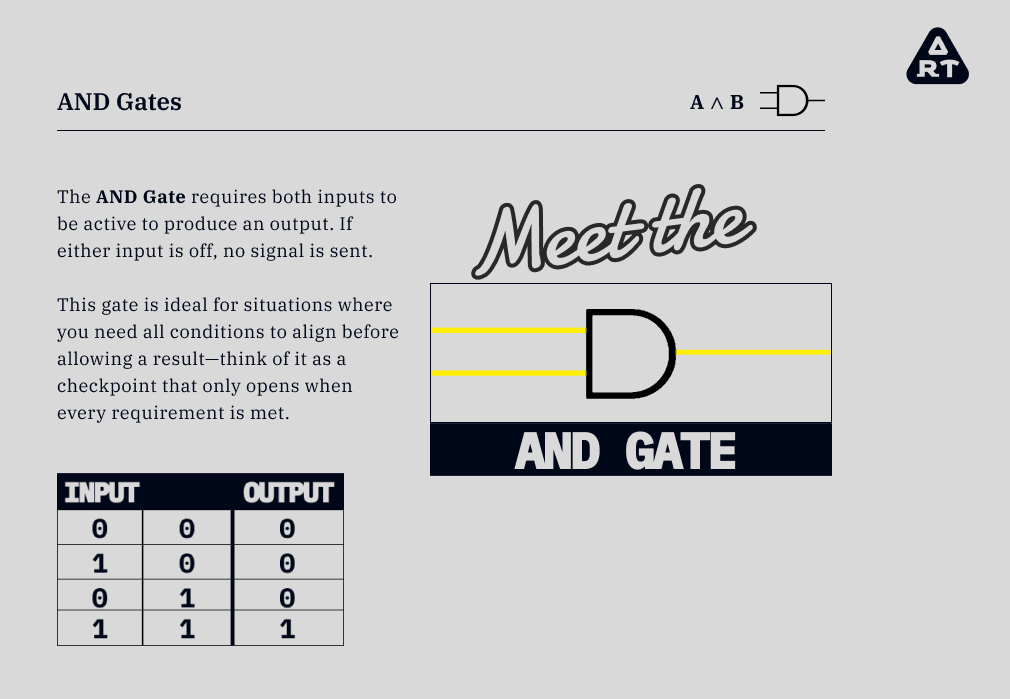 ART
AND Gates
A ∧ B
The AND Gate requires both inputs to
be active to produce an output. If
either input is off, no signal is sent.
This gate is ideal for situations where
you need all conditions to align before
allowing a result—think of it as a
checkpoint that only opens when
every requirement is met.
Meet the
AND GATE
INPUT OUTPUT
0 0 0
1 0 0
0 1 0
1 1 1